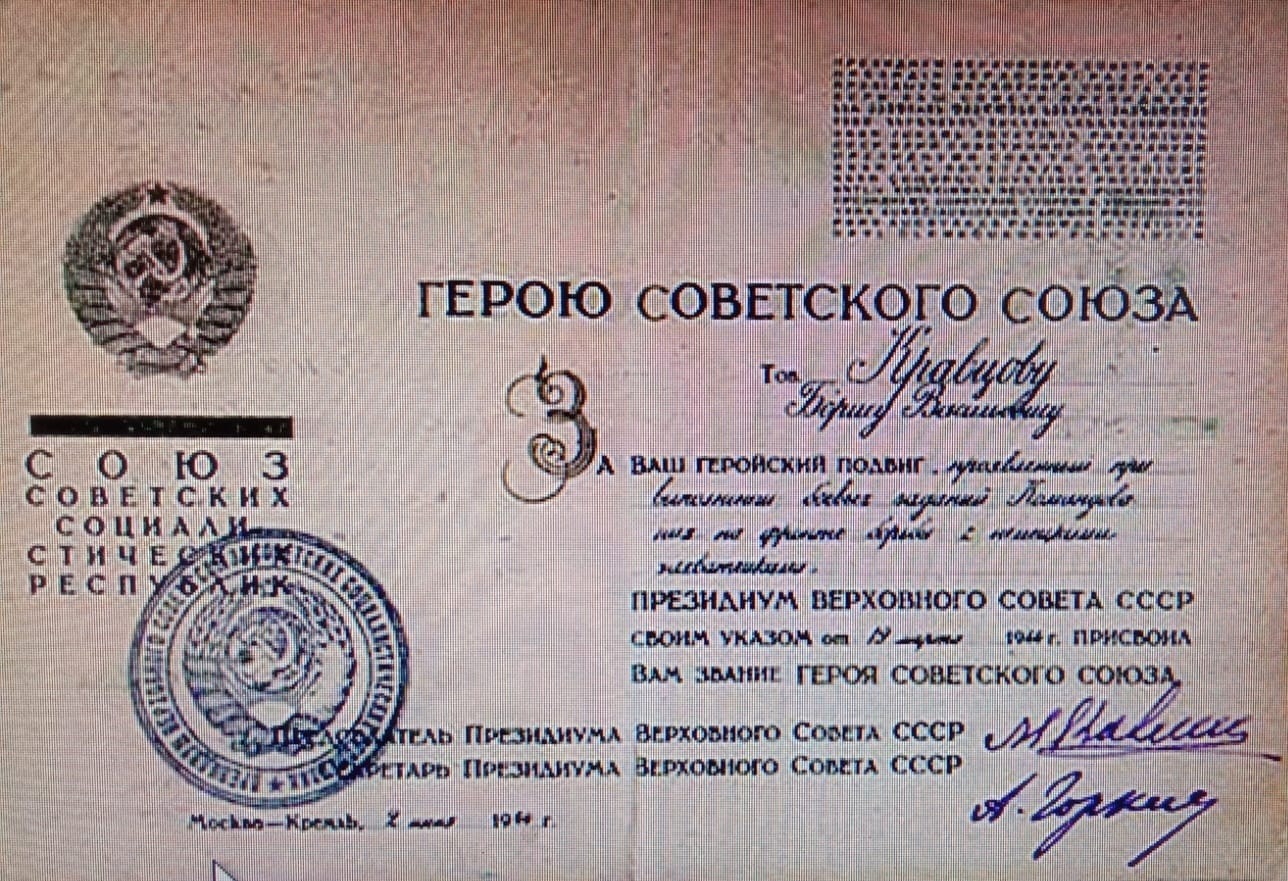 СОЮЗ
СОВЕТСКИХ
СОЦИАЛИ
СТИЧЕСКИХ
РЕСПУБЛИК
ГЕРОЮ СОВЕТСКОГО СОЮЗА
Тов. Кравцову
Борису Васильевичу
ЗА ВАШ ГЕРОЙСКИЙ ПОДВИГ, проявленный при
выполнении боевых заданий Командова
ния на фронте борьбы с немецкими
захватчиками.
ПРЕЗИДИУМ ВЕРХОВНОГО СОВЕТА СССР
СВОИМ УКАЗОМ от 19 марта 1944 г. ПРИСВОИЛ
ВАМ ЗВАНИЕ ГЕРОЯ СОВЕТСКОГО СОЮЗА.
ПРЕДСЕДАТЕЛЬ ПРЕЗИДИУМА ВЕРХОВНОГО СОВЕТА СССР М Калинин
СЕКРЕТАРЬ ПРЕЗИДИУМА ВЕРХОВНОГО СОВЕТА СССР А. Горкин
Москва—Кремль, 1944 г.